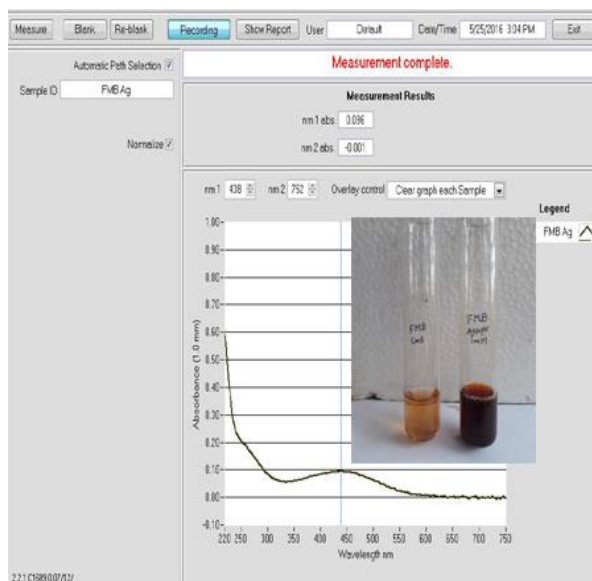 Measure Blank Re-blank Recording Show Report User Default Date/Time 5/25/2016 3:04 PM Exit
Automatic Path Selection
Sample ID FMB Ag
Normalize
Measurement complete.
Measurement Results
nm 1 abs. 0.096
nm 2 abs. -0.001
nm 1 438 nm 2 752 Overlay control Clear graph each Sample
Legend
FMB Ag
Absorbance (1.0 mm)
1.00
0.90
0.80
0.70
0.60
0.50
0.40
0.30
0.20
0.10
0.00
-0.10
220 250 300 350 400 450 500 550 600 650 700 750
Wavelength nm
FMB
FMB